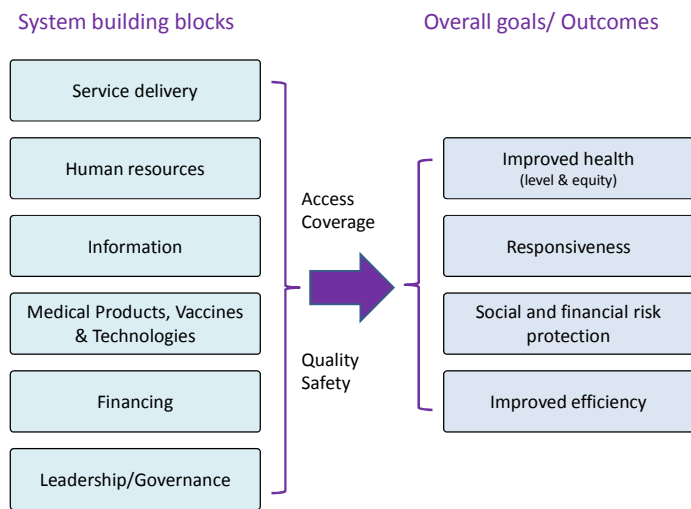 System building blocks
Overall goals/ Outcomes
Service delivery
Human resources
Information
Medical Products, Vaccines
& Technologies
Financing
Leadership/Governance
Access
Coverage
Quality
Safety
Improved health
(level & equity)
Responsiveness
Social and financial risk
protection
Improved efficiency